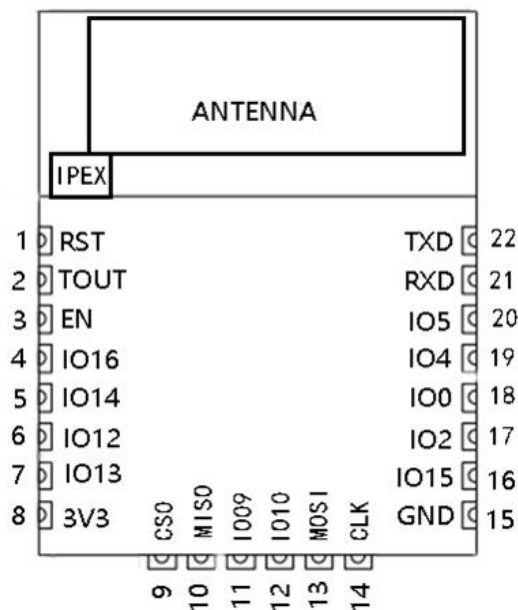 ANTENNA
IPEX
1 RST TXD 22
2 TOUT RXD 21
3 EN IO5 20
4 IO16 IO4 19
5 IO14 IO0 18
6 IO12 IO2 17
7 IO13 IO15 16
8 3V3 GND 15
CS0 MISO IO09 IO10 MOSI CLK
9 10 11 12 13 14